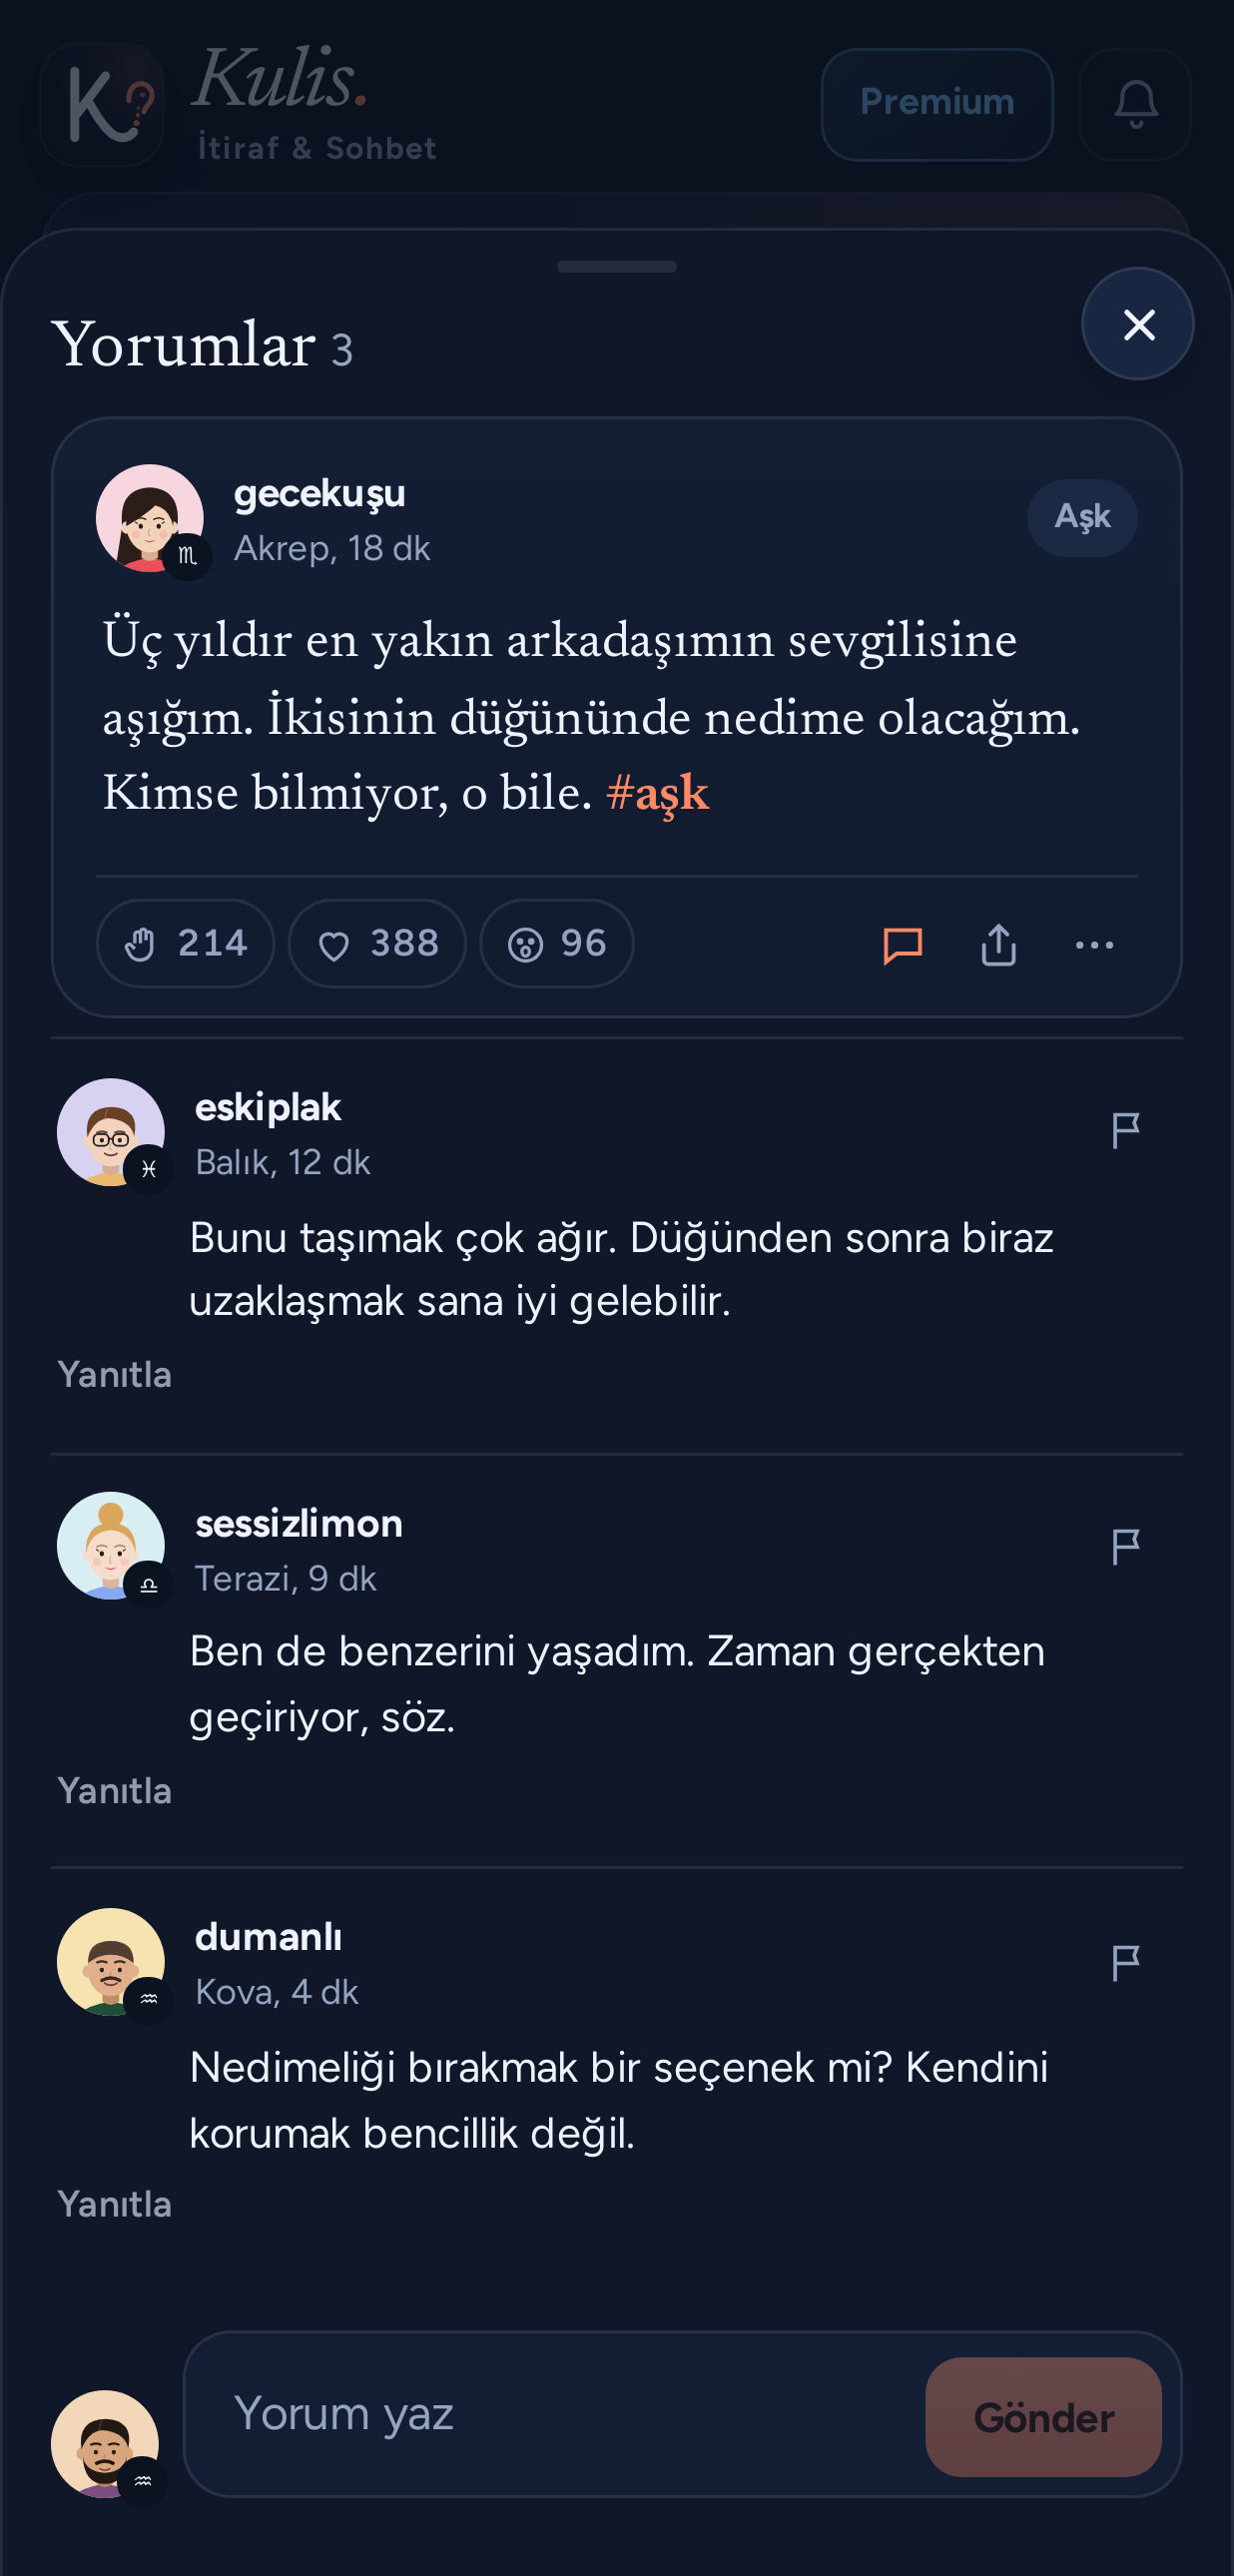 Kulis.
İtiraf & Sohbet
Premium
Yorumlar 3
gecekuşu
Akrep, 18 dk
Aşk
Üç yıldır en yakın arkadaşımın sevgilisine
aşığım. İkisinin düğününde nedime olacağım.
Kimse bilmiyor, o bile. #aşk
214 388 96
eskiplak
Balık, 12 dk
Bunu taşımak çok ağır. Düğünden sonra biraz
uzaklaşmak sana iyi gelebilir.
Yanıtla
sessizlimon
Terazi, 9 dk
Ben de benzerini yaşadım. Zaman gerçekten
geçiriyor, söz.
Yanıtla
dumanlı
Kova, 4 dk
Nedimeliği bırakmak bir seçenek mi? Kendini
korumak bencillik değil.
Yanıtla
Yorum yaz
Gönder